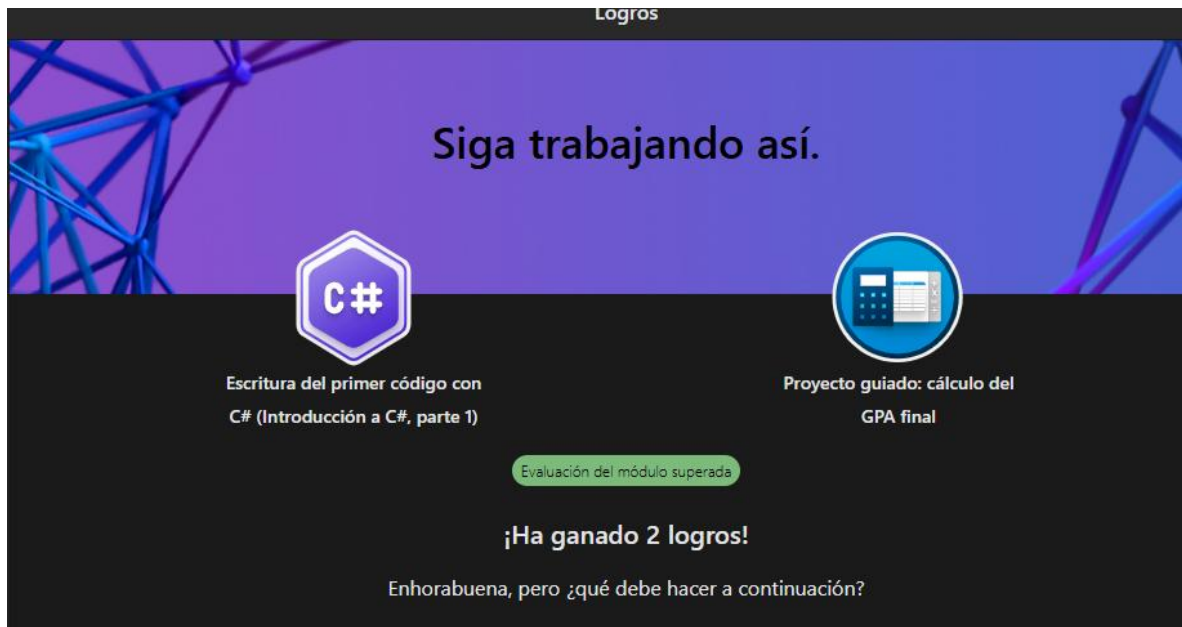 Logros
Siga trabajando así.
C#
Escritura del primer código con
C# (Introducción a C#, parte 1)
Proyecto guiado: cálculo del
GPA final
Evaluación del módulo superada
¡Ha ganado 2 logros!
Enhorabuena, pero ¿qué debe hacer a continuación?